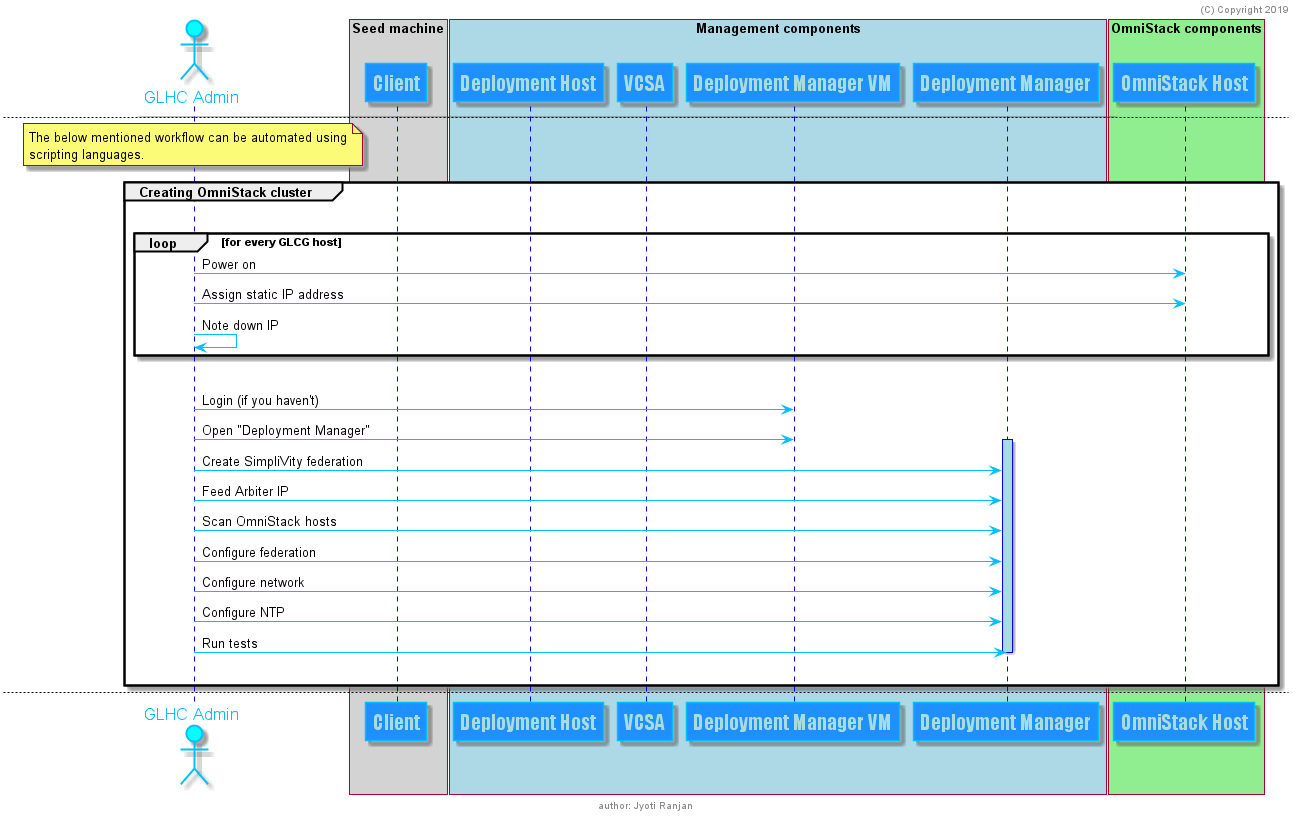 (C) Copyright 2019
Seed machine
Management components
OmniStack components
GLHC Admin
Client
Deployment Host
VCSA
Deployment Manager VM
Deployment Manager
OmniStack Host
The below mentioned workflow can be automated using
scripting languages.
Creating OmniStack cluster
loop [for every GLCG host]
Power on
Assign static IP address
Note down IP
Login (if you haven't)
Open "Deployment Manager"
Create SimpliVity federation
Feed Arbiter IP
Scan OmniStack hosts
Configure federation
Configure network
Configure NTP
Run tests
GLHC Admin
Client
Deployment Host
VCSA
Deployment Manager VM
Deployment Manager
OmniStack Host
author: Jyoti Ranjan